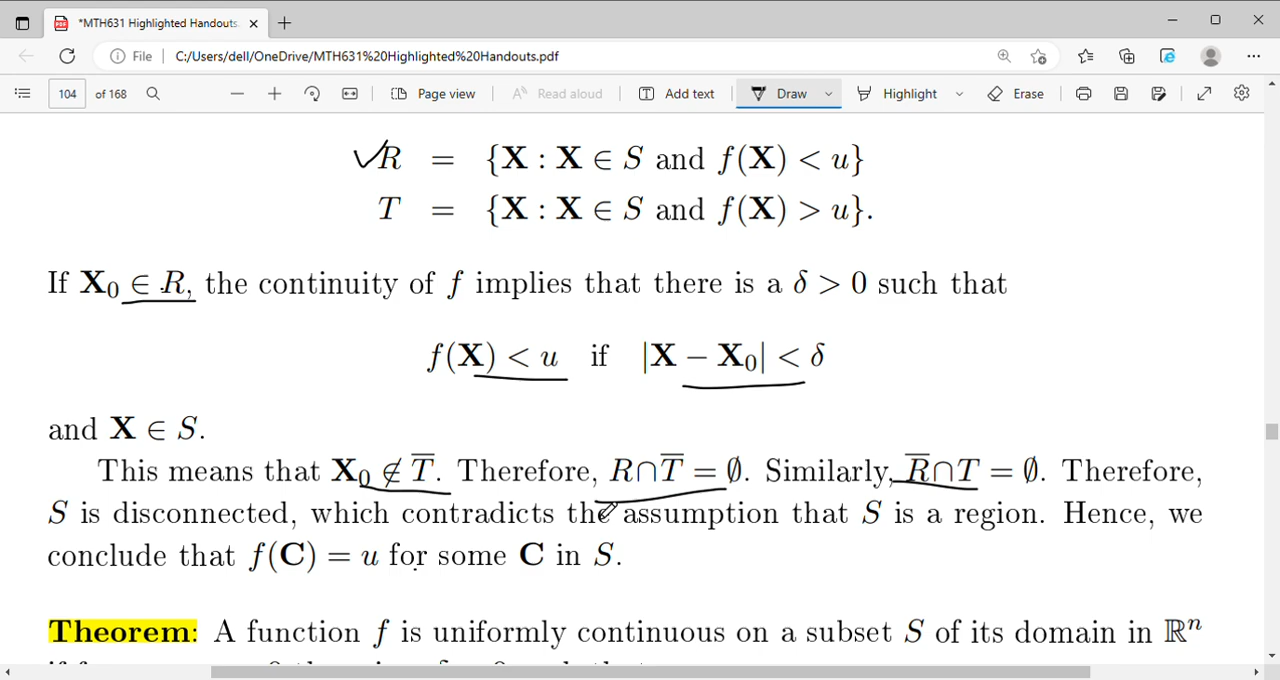 *MTH631 Highlighted Handouts.
File C:/Users/dell/OneDrive/MTH631%20Highlighted%20Handouts.pdf
104 of 168 Page view Read aloud Add text Draw Highlight Erase
R = {X : X ∈ S and f(X) < u}
T = {X : X ∈ S and f(X) > u}.
If X₀ ∈ R, the continuity of f implies that there is a δ > 0 such that
f(X) < u if |X − X₀| < δ
and X ∈ S.
This means that X₀ ∉ T̅. Therefore, R∩T̅ = ∅. Similarly, R̅∩T = ∅. Therefore,
S is disconnected, which contradicts the assumption that S is a region. Hence, we
conclude that f(C) = u for some C in S.
Theorem: A function f is uniformly continuous on a subset S of its domain in ℝⁿ